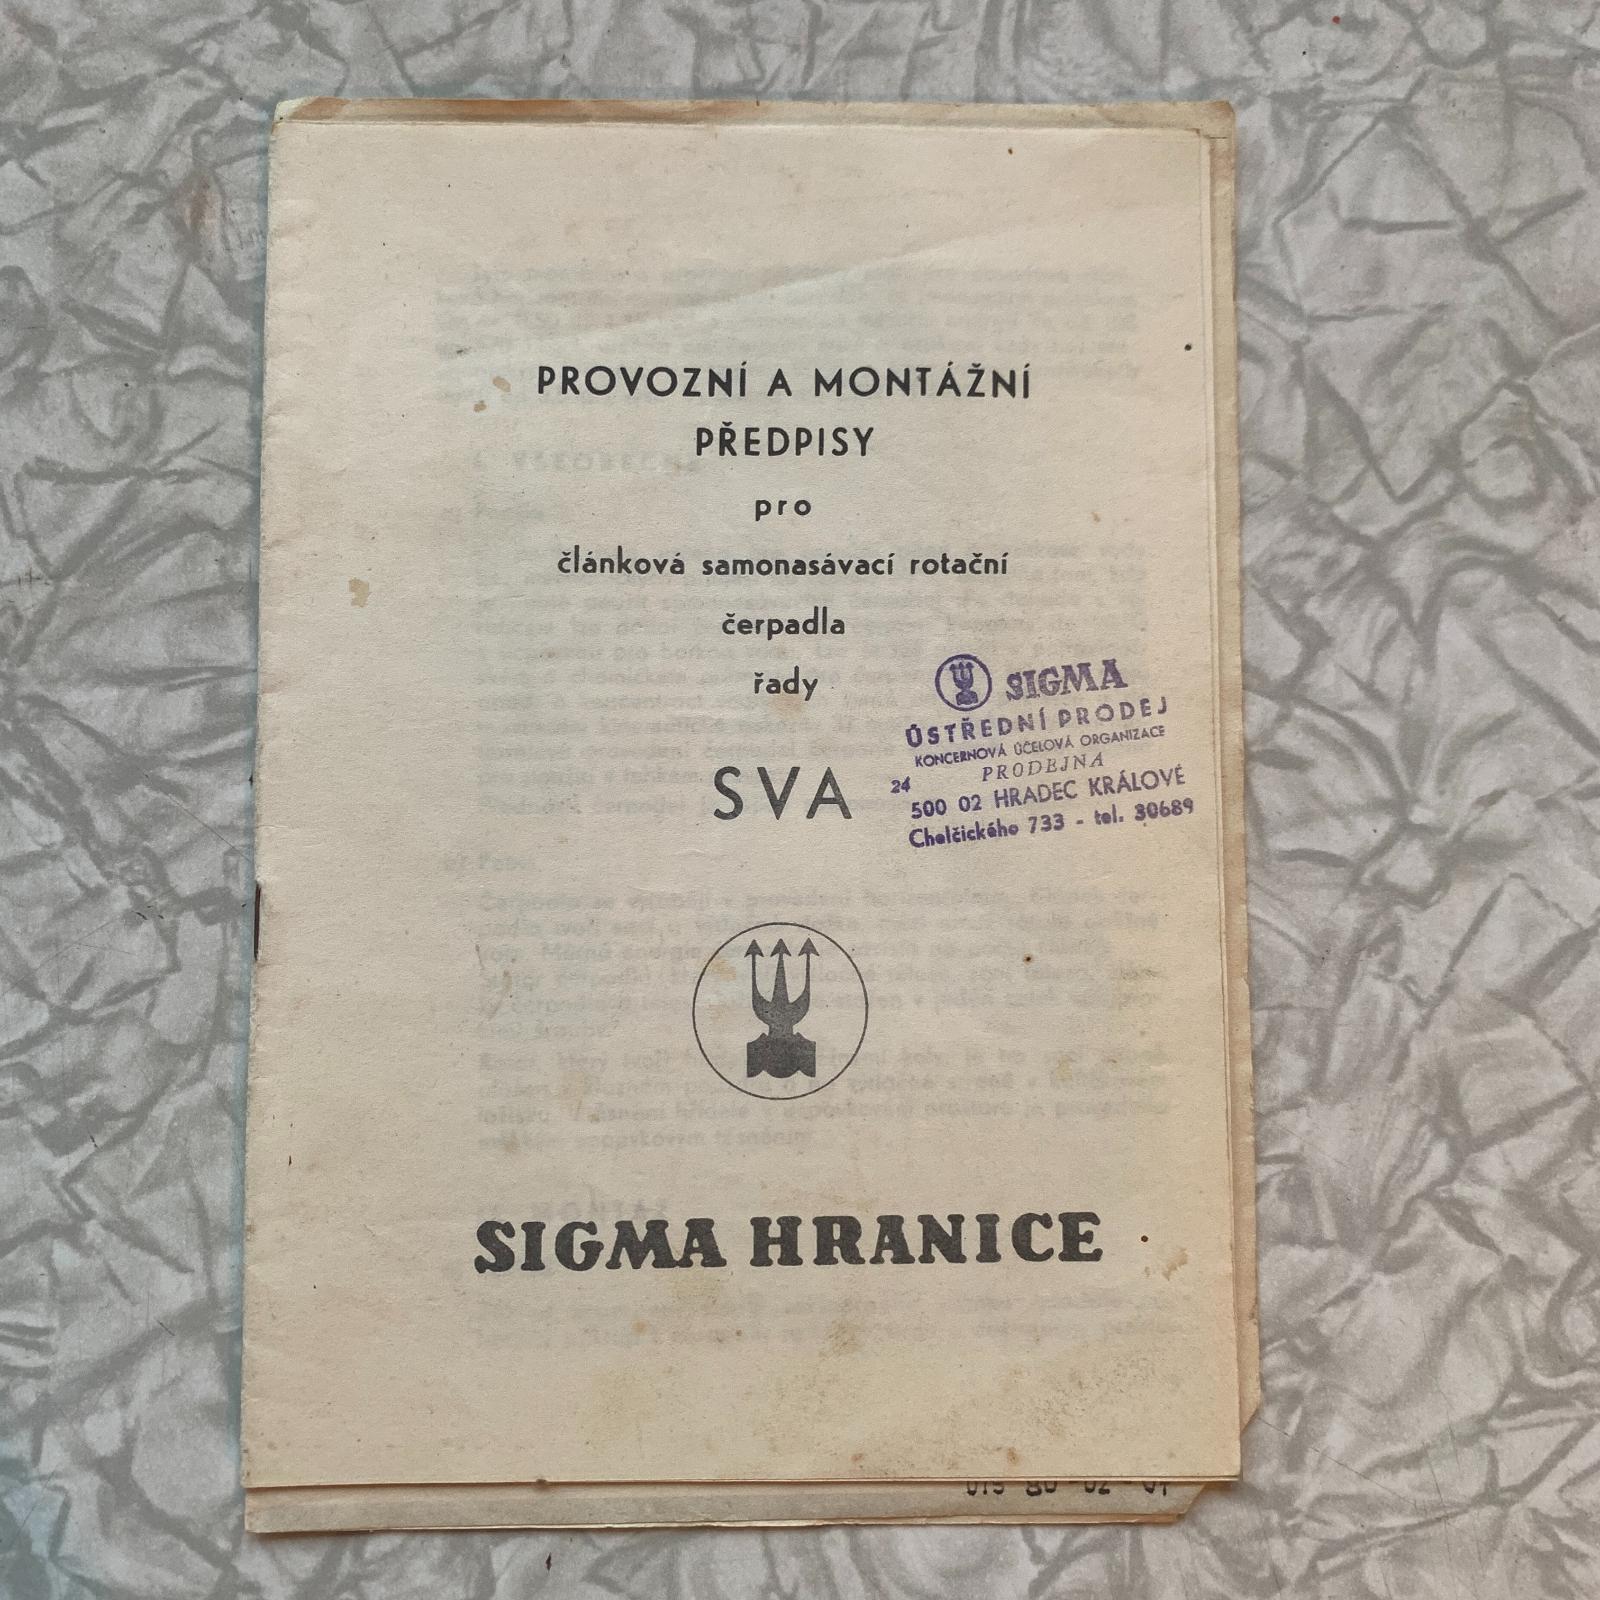 PROVOZNÍ A MONTÁŽNÍ
PŘEDPISY
pro
článková samonasávací rotační
čerpadla
řady
SVA
SIGMA
ÚSTŘEDNÍ PRODEJ
KONCERNOVÁ ÚČELOVÁ ORGANIZACE
PRODEJNA
24
500 02 HRADEC KRÁLOVÉ
Chelčického 733 - tel. 30689
SIGMA HRANICE